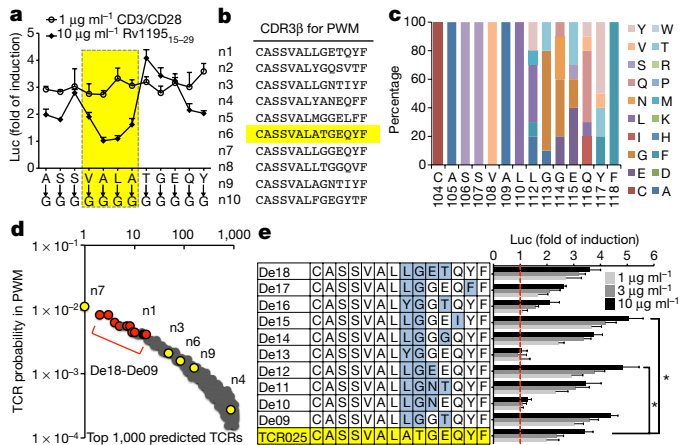 a
1 µg ml⁻¹ CD3/CD28
10 µg ml⁻¹ Rv1195₁₅₋₂₉
Luc (fold of induction)
5
4
3
2
1
0
A S S V A L A T G E Q Y
G G G G G G G G G G G G
b
CDR3β for PWM
n1 CASSVALLGETQYF
n2 CASSVALYGQSVTF
n3 CASSVALLGNTIYF
n4 CASSVALYANEQFF
n5 CASSVALMGGELFF
n6 CASSVALATGEQYF
n7 CASSVALLGGEQYF
n8 CASSVALLTGGQVF
n9 CASSVALAGNTIYF
n10 CASSVALFGEGYTF
c
Percentage
100
80
60
40
20
0
C A S S V A L L G G E Q Y F
104 105 106 107 108 109 110 112 113 114 115 116 117 118
Y W
V T
S R
Q P
N M
L K
I H
G F
E D
C A
d
TCR probability in PWM
1 × 10⁻¹
1 × 10⁻²
1 × 10⁻³
1 × 10⁻⁴
1 10 100 1,000
n7
n1
n3
n6
n9
n4
De18-De09
Top 1,000 predicted TCRs
e
Luc (fold of induction)
0 1 2 3 4 5 6
De18 C A S S V A L L G E T Q Y F
De17 C A S S V A L L G G E Q F F
De16 C A S S V A L Y G G T Q Y F
De15 C A S S V A L L G G E I Y F
De14 C A S S V A L L G G G Q Y F
De13 C A S S V A L Y G G E Q Y F
De12 C A S S V A L L G E E Q Y F
De11 C A S S V A L L G N T Q Y F
De10 C A S S V A L L G N E Q Y F
De09 C A S S V A L L G G T Q Y F
TCR025 C A S S V A L A T G E Q Y F
1 µg ml⁻¹
3 µg ml⁻¹
10 µg ml⁻¹
*
*